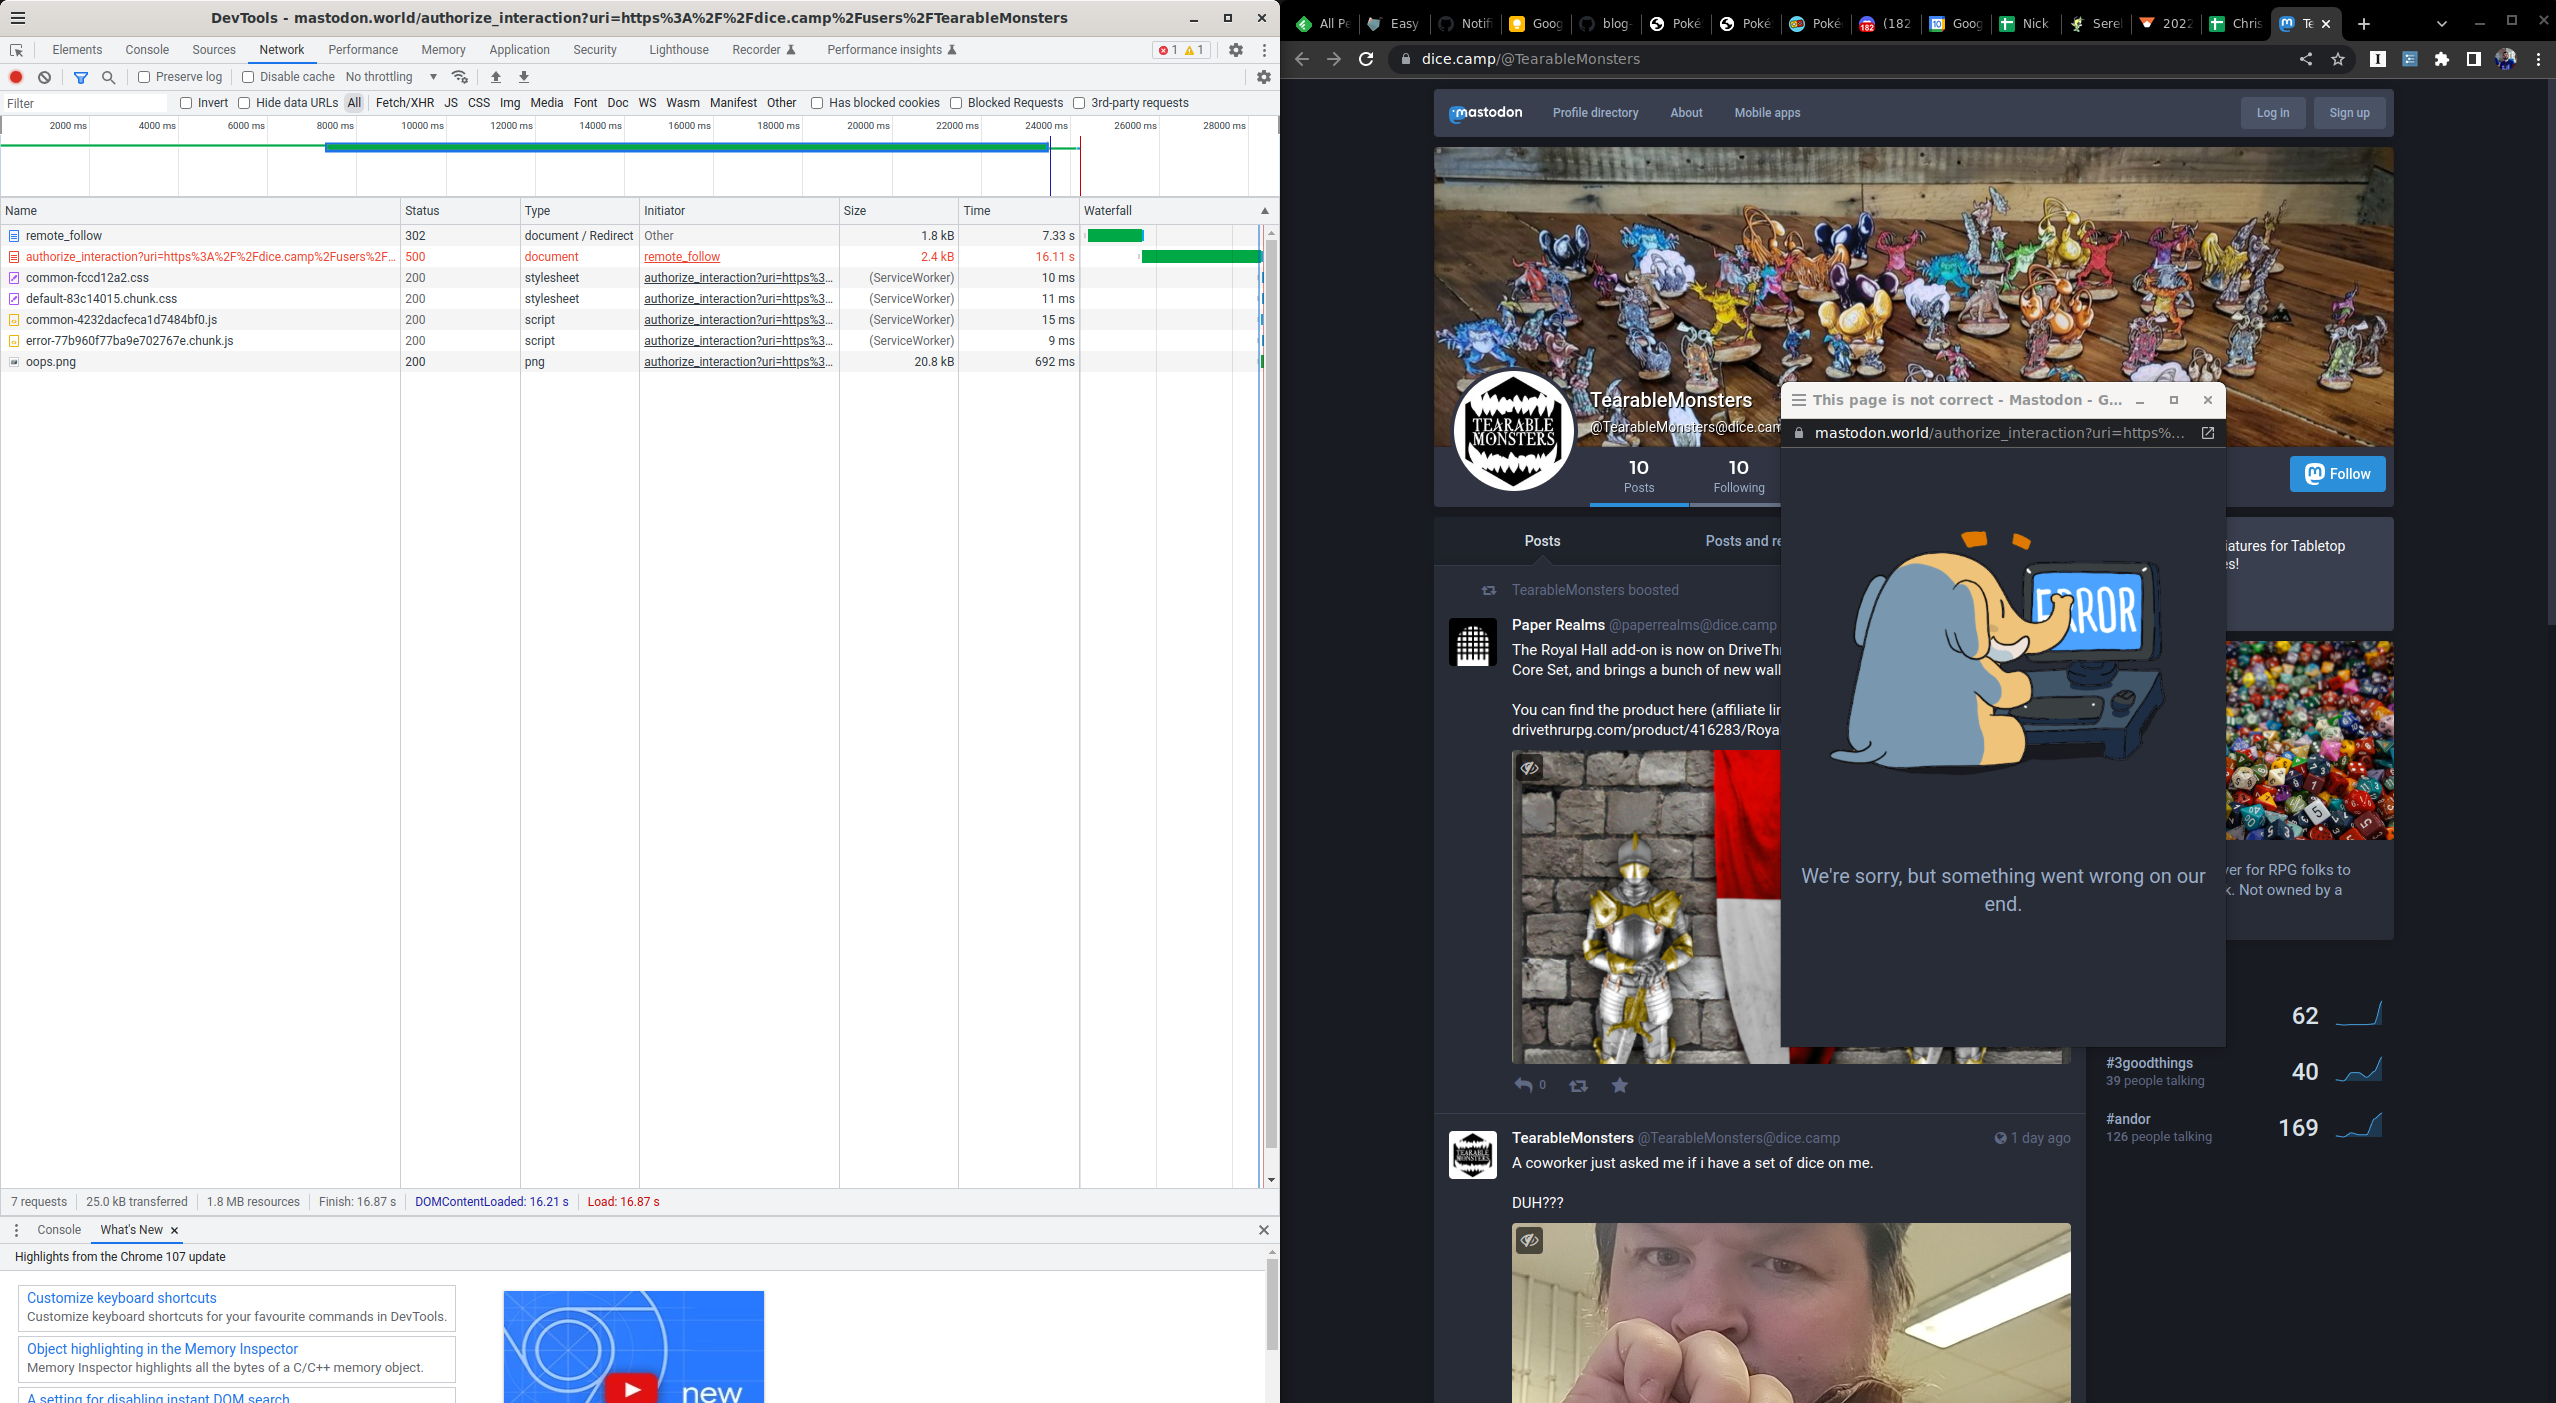 DevTools - mastodon.world/authorize_interaction?uri=https%3A%2F%2Fdice.camp%2Fusers%2FTearableMonsters
Elements Console Sources Network Performance Memory Application Security Lighthouse Recorder Performance insights 1 1
Preserve log Disable cache No throttling
Filter Invert Hide data URLs All Fetch/XHR JS CSS Img Media Font Doc WS Wasm Manifest Other Has blocked cookies Blocked Requests 3rd-party requests
2000 ms 4000 ms 6000 ms 8000 ms 10000 ms 12000 ms 14000 ms 16000 ms 18000 ms 20000 ms 22000 ms 24000 ms 26000 ms 28000 ms
Name Status Type Initiator Size Time Waterfall
remote_follow 302 document / Redirect Other 1.8 kB 7.33 s
authorize_interaction?uri=https%3A%2F%2Fdice.camp%2Fusers%2F... 500 document remote_follow 2.4 kB 16.11 s
common-fccd12a2.css 200 stylesheet authorize_interaction?uri=https%3... (ServiceWorker) 10 ms
default-83c14015.chunk.css 200 stylesheet authorize_interaction?uri=https%3... (ServiceWorker) 11 ms
common-4232dacfeca1d7484bf0.js 200 script authorize_interaction?uri=https%3... (ServiceWorker) 15 ms
error-77b960f77ba9e702767e.chunk.js 200 script authorize_interaction?uri=https%3... (ServiceWorker) 9 ms
oops.png 200 png authorize_interaction?uri=https%3... 20.8 kB 692 ms
7 requests 25.0 kB transferred 1.8 MB resources Finish: 16.87 s DOMContentLoaded: 16.21 s Load: 16.87 s
Console What's New
Highlights from the Chrome 107 update
Customize keyboard shortcuts
Customize keyboard shortcuts for your favourite commands in DevTools.
Object highlighting in the Memory Inspector
Memory Inspector highlights all the bytes of a C/C++ memory object.
A setting for disabling instant DOM search
new
All Pe Easy Notifi Goog blog- Poké Poké Poké (182 Goog Nick Serel 2022 Chris Te
dice.camp/@TearableMonsters
mastodon Profile directory About Mobile apps Log in Sign up
TEARABLE
MONSTERS
TearableMonsters
@TearableMonsters@dice.cam
10
Posts
10
Following
Follow
Posts Posts and re
TearableMonsters boosted
Paper Realms @paperrealms@dice.camp
The Royal Hall add-on is now on DriveThr
Core Set, and brings a bunch of new wall
You can find the product here (affiliate lin
drivethrurpg.com/product/416283/Roya
0
TearableMonsters @TearableMonsters@dice.camp 1 day ago
A coworker just asked me if i have a set of dice on me.
DUH???
This page is not correct - Mastodon - G...
mastodon.world/authorize_interaction?uri=https%...
ERROR
We're sorry, but something went wrong on our
end.
iatures for Tabletop
es!
ver for RPG folks to
k. Not owned by a
62
#3goodthings
39 people talking
40
#andor
126 people talking
169